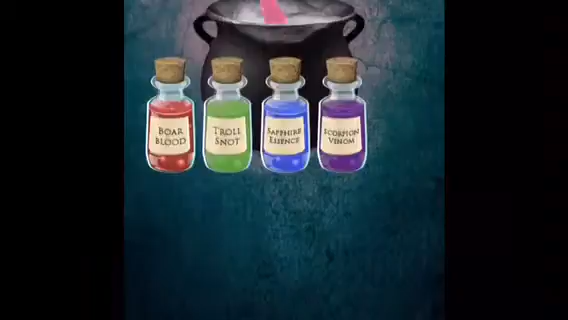 BOAR
BLOOD
TROLL
SNOT
SAPPHIRE
ESSENCE
SCORPION
VENOM